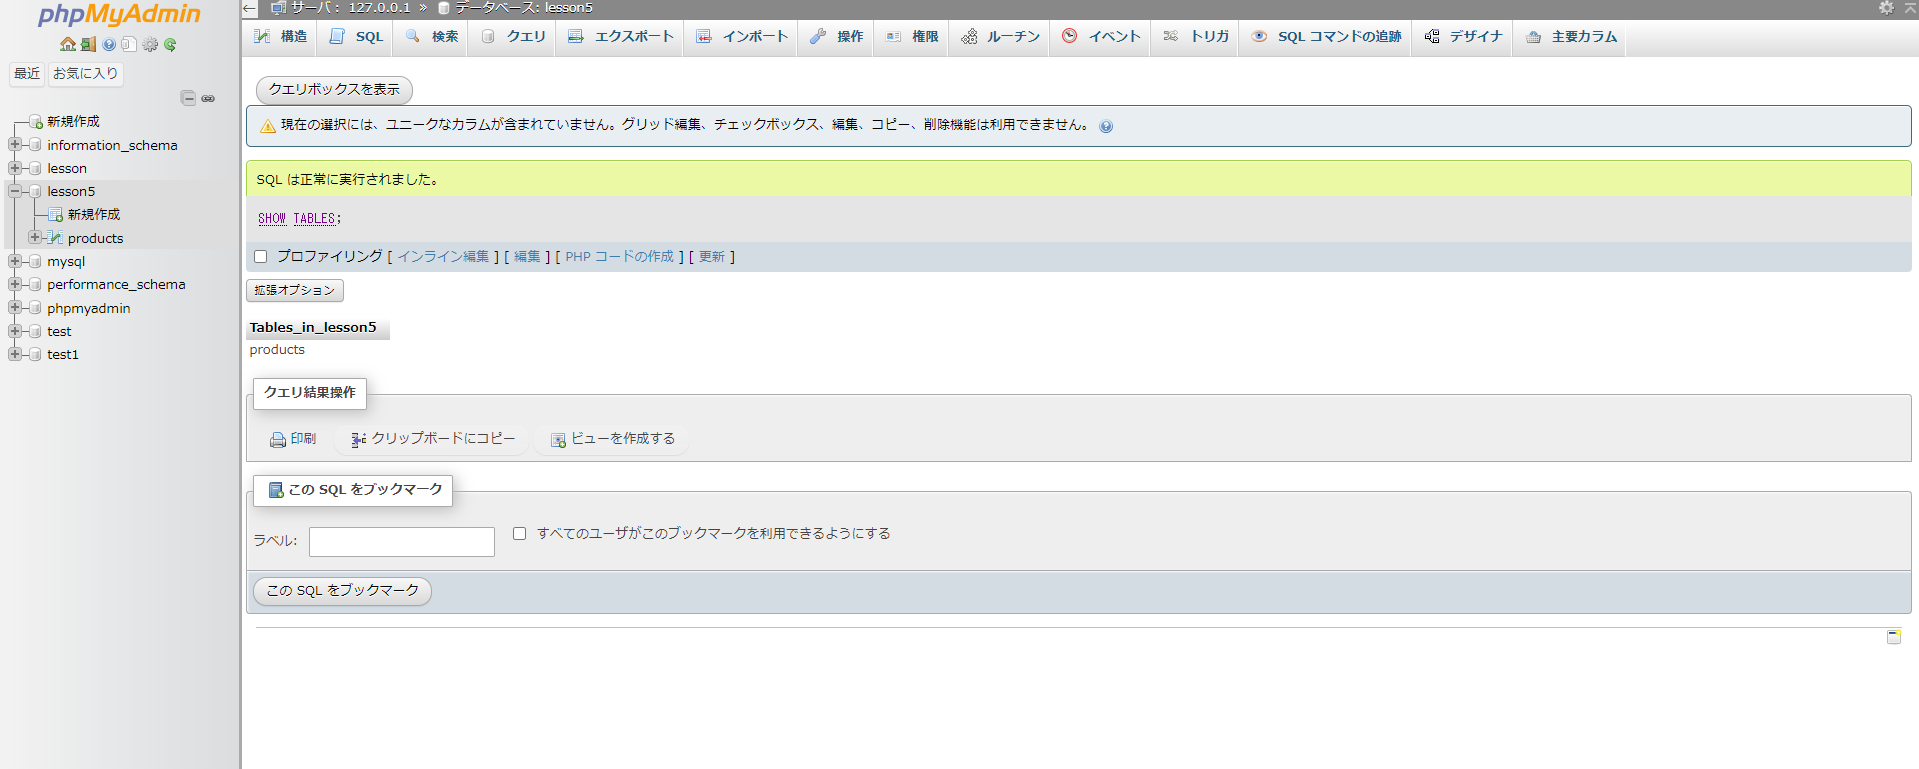 phpMyAdmin
最近 お気に入り
新規作成
information_schema
lesson
lesson5
新規作成
products
mysql
performance_schema
phpmyadmin
test
test1
← サーバ: 127.0.0.1 » データベース: lesson5
構造 SQL 検索 クエリ エクスポート インポート 操作 権限 ルーチン イベント トリガ SQL コマンドの追跡 デザイナ 主要カラム
クエリボックスを表示
現在の選択には、ユニークなカラムが含まれていません。グリッド編集、チェックボックス、編集、コピー、削除機能は利用できません。
SQL は正常に実行されました。
SHOW TABLES;
プロファイリング [ インライン編集 ] [ 編集 ] [ PHP コードの作成 ] [ 更新 ]
拡張オプション
Tables_in_lesson5
products
クエリ結果操作
印刷 クリップボードにコピー ビューを作成する
この SQL をブックマーク
ラベル: すべてのユーザがこのブックマークを利用できるようにする
この SQL をブックマーク